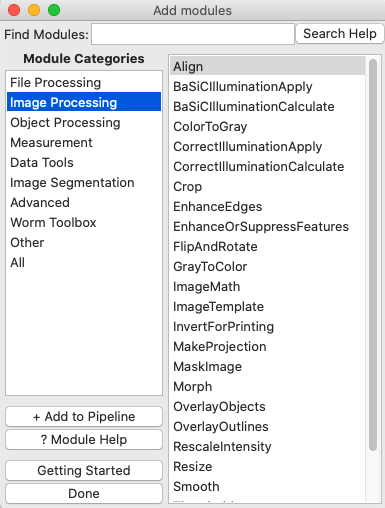 Add modules
Find Modules:
Search Help
Module Categories
File Processing
Image Processing
Object Processing
Measurement
Data Tools
Image Segmentation
Advanced
Worm Toolbox
Other
All
+ Add to Pipeline
? Module Help
Getting Started
Done
Align
BaSiCIlluminationApply
BaSiCIlluminationCalculate
ColorToGray
CorrectIlluminationApply
CorrectIlluminationCalculate
Crop
EnhanceEdges
EnhanceOrSuppressFeatures
FlipAndRotate
GrayToColor
ImageMath
ImageTemplate
InvertForPrinting
MakeProjection
MaskImage
Morph
OverlayObjects
OverlayOutlines
RescaleIntensity
Resize
Smooth